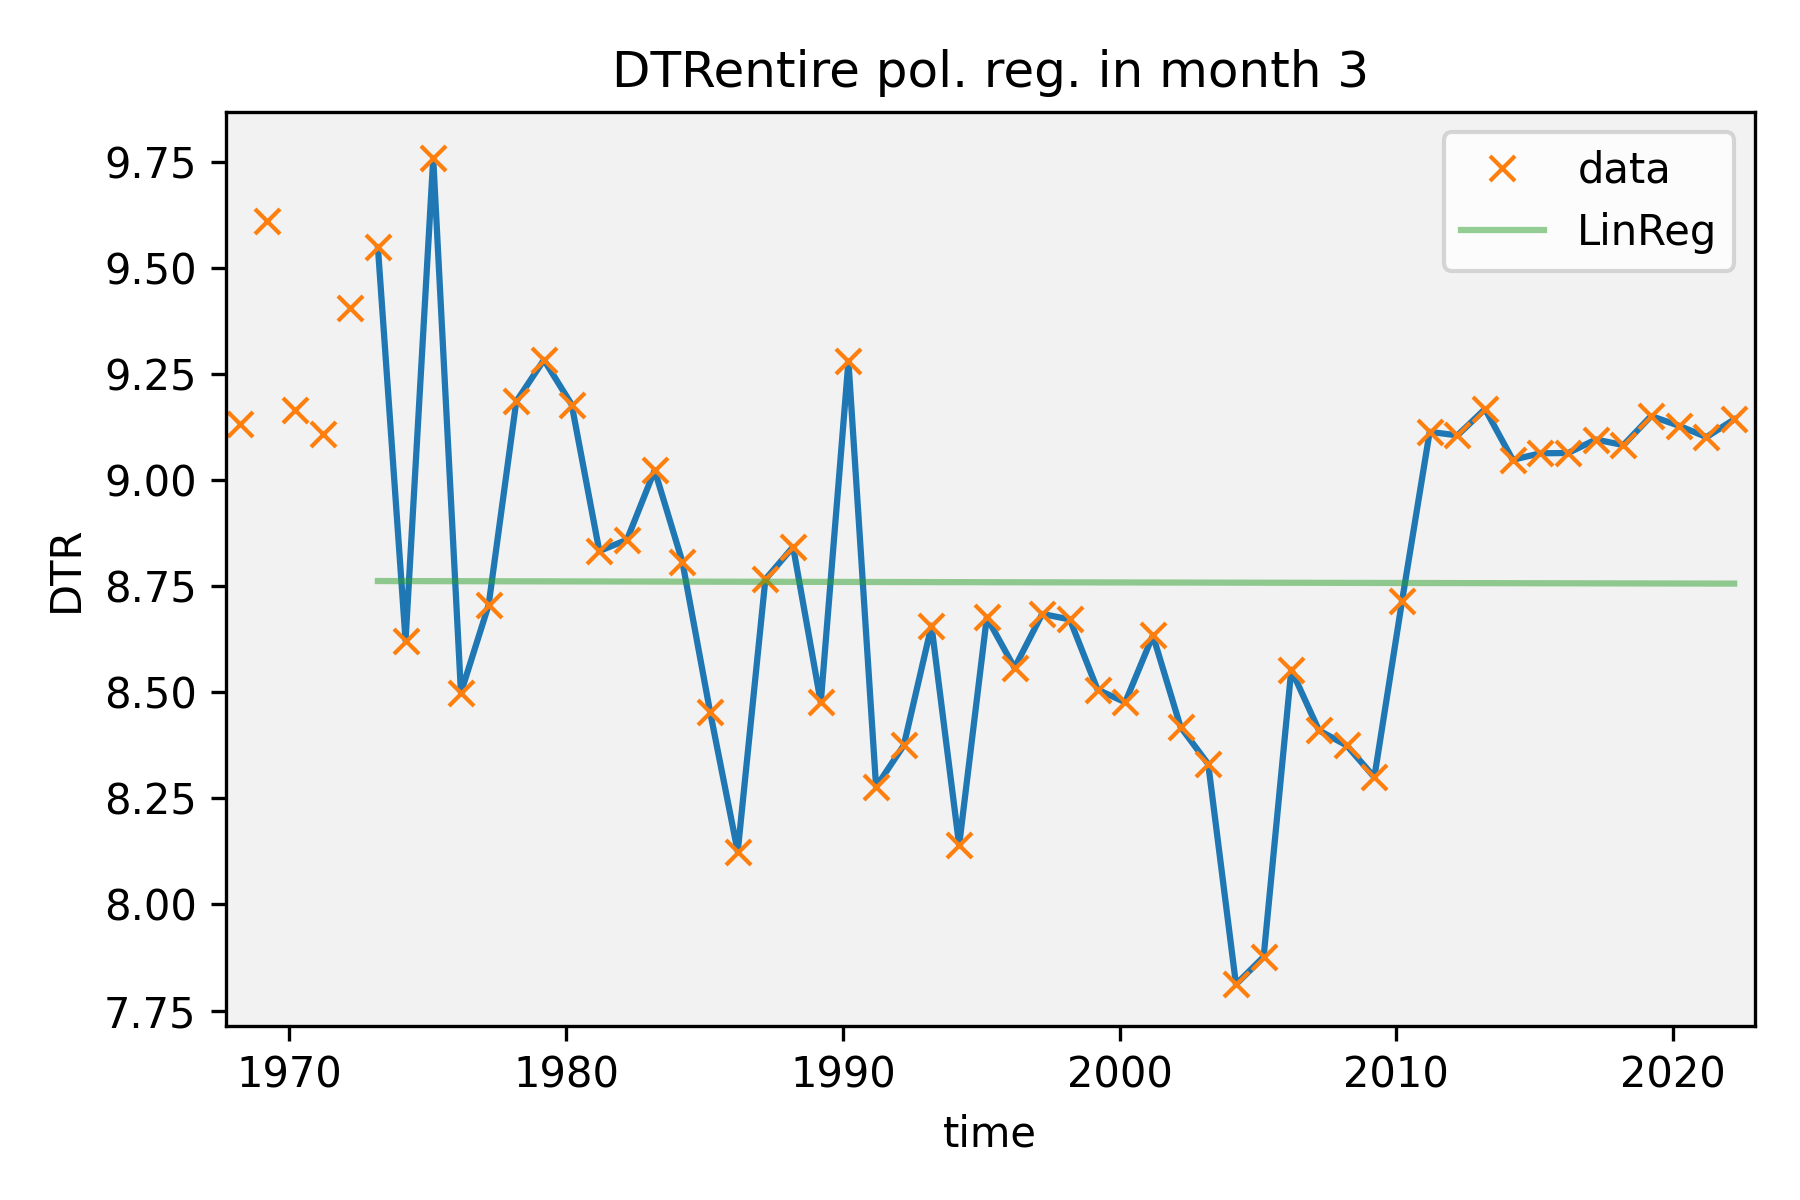 DTRentire pol. reg. in month 3
data
LinReg
9.75
9.50
9.25
9.00
8.75
8.50
8.25
8.00
7.75
DTR
1970 1980 1990 2000 2010 2020
time